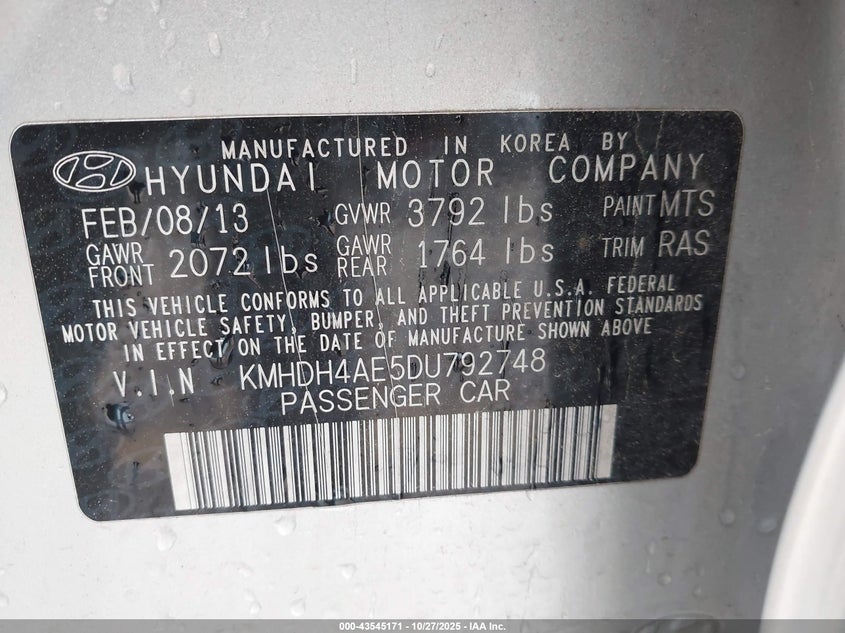 MANUFACTURED IN KOREA BY
HYUNDAI MOTOR COMPANY
FEB/08/13 GVWR 3792 lbs PAINT MTS
GAWR FRONT 2072 lbs GAWR REAR 1764 lbs TRIM RAS
THIS VEHICLE CONFORMS TO ALL APPLICABLE U.S.A. FEDERAL
MOTOR VEHICLE SAFETY, BUMPER, AND THEFT PREVENTION STANDARDS
IN EFFECT ON THE DATE OF MANUFACTURE SHOWN ABOVE
V.I.N KMHDH4AE5DU792748
PASSENGER CAR
000-43545171 | 10/27/2025 - IAA Inc.